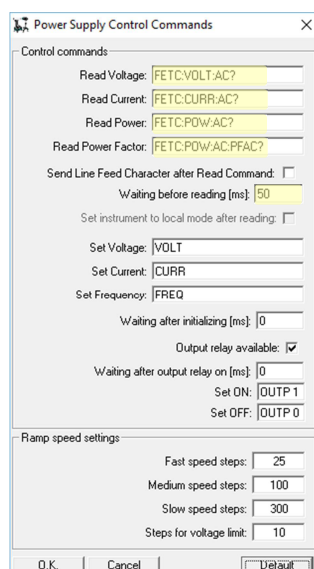 Power Supply Control Commands
Control commands
Read Voltage: FETC:VOLT:AC?
Read Current: FETC:CURR:AC?
Read Power: FETC:POW:AC?
Read Power Factor: FETC:POW:AC:PFAC?
Send Line Feed Character after Read Command:
Waiting before reading [ms]: 50
Set instrument to local mode after reading:
Set Voltage: VOLT
Set Current: CURR
Set Frequency: FREQ
Waiting after initializing [ms]: 0
Output relay available:
Waiting after output relay on [ms]: 0
Set ON: OUTP 1
Set OFF: OUTP 0
Ramp speed settings
Fast speed steps: 25
Medium speed steps: 100
Slow speed steps: 300
Steps for voltage limit: 10
O.K. Cancel Default